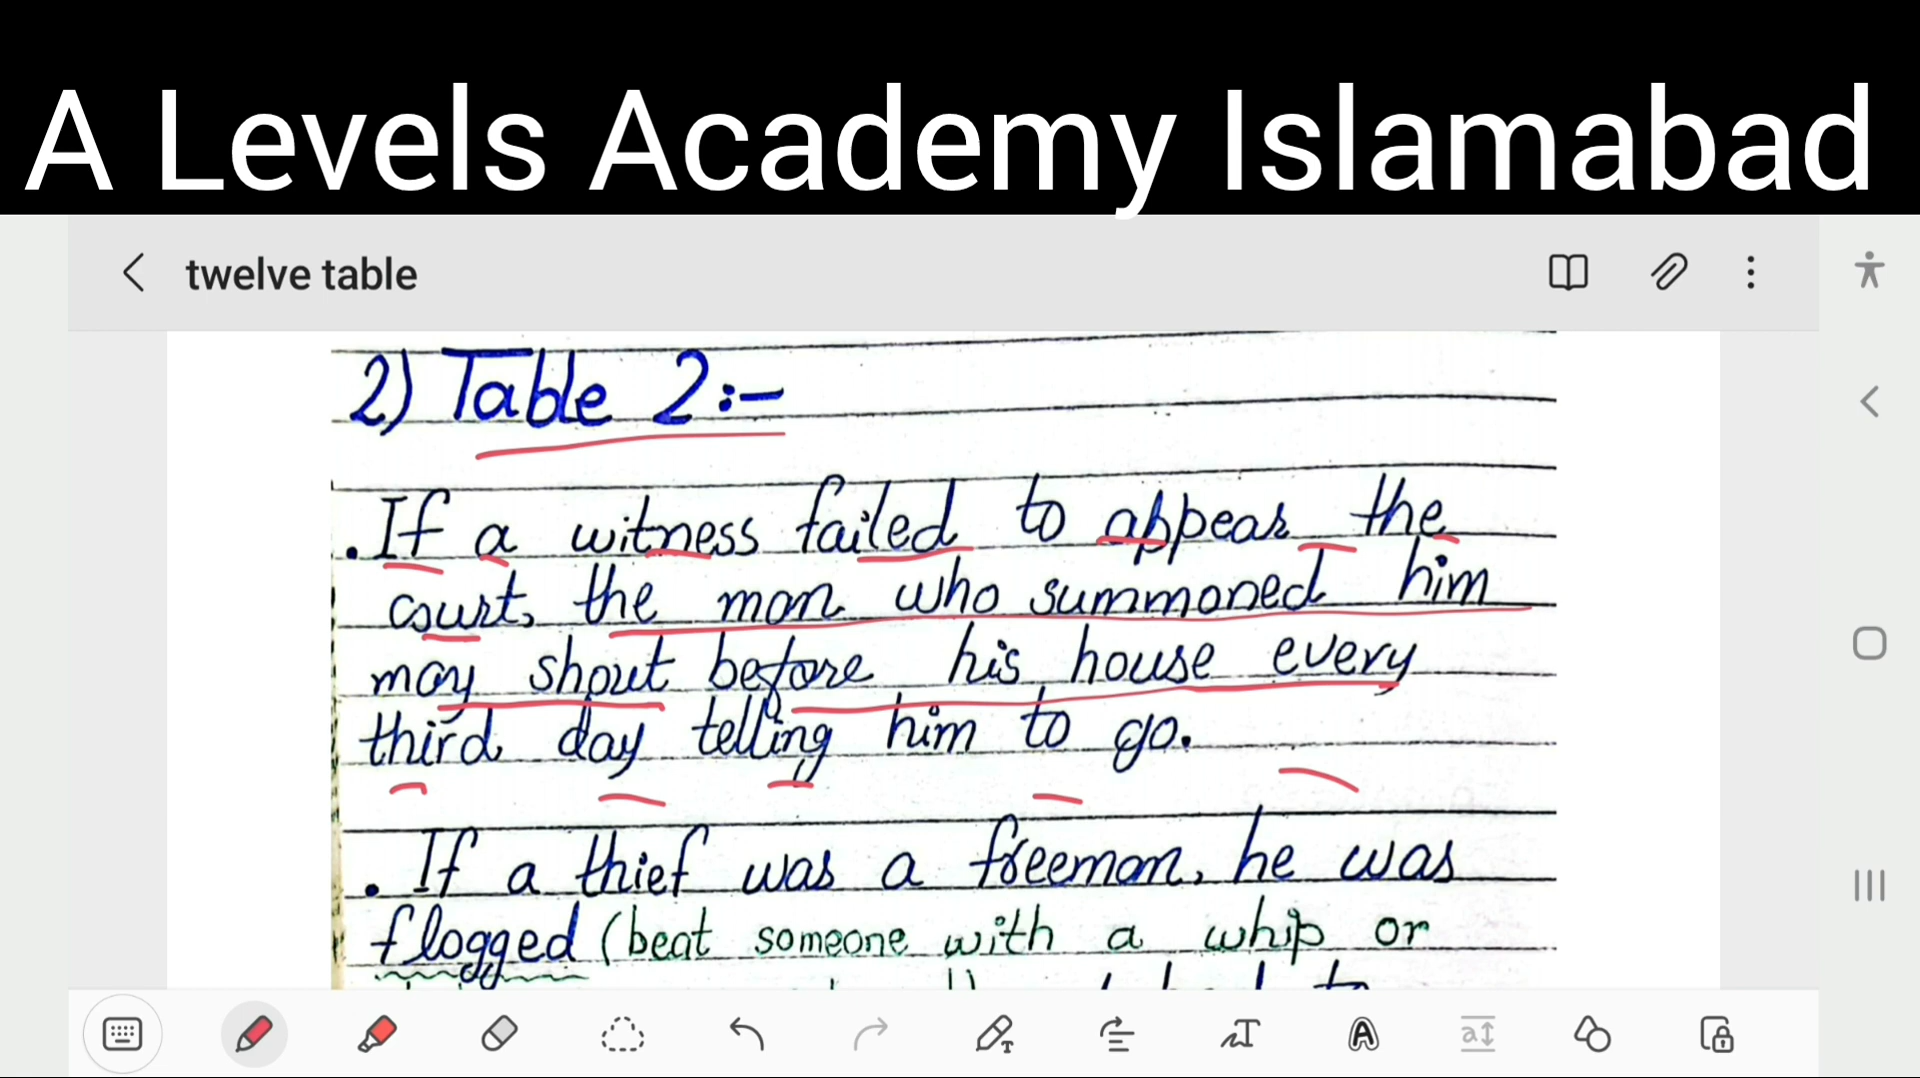 A Levels Academy Islamabad
twelve table
2) Table 2:-
. If a witness failed to appear the
court, the man who summoned him
may shout before his house every
third day telling him to go.
. If a thief was a freeman, he was
flogged (beat someone with a whip or